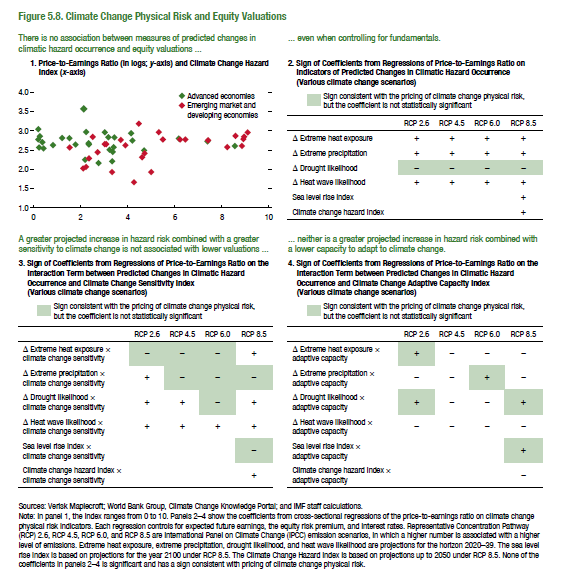 Figure 5.8. Climate Change Physical Risk and Equity Valuations
There is no association between measures of predicted changes in
climatic hazard occurrence and equity valuations ...
1. Price-to-Earnings Ratio (in logs; y-axis) and Climate Change Hazard
Index (x-axis)
4.0–
3.5–
3.0–
2.5–
2.0–
1.5–
1.0
0 2 4 6 8 10
Advanced economies
Emerging market and
developing economies
... even when controlling for fundamentals.
2. Sign of Coefficients from Regressions of Price-to-Earnings Ratio on
Indicators of Predicted Changes in Climatic Hazard Occurrence
(Various climate change scenarios)
Sign consistent with the pricing of climate change physical risk,
but the coefficient is not statistically significant
RCP 2.6 RCP 4.5 RCP 6.0 RCP 8.5
Δ Extreme heat exposure + + + +
Δ Extreme precipitation + + + +
Δ Drought likelihood – – – –
Δ Heat wave likelihood + + + +
Sea level rise index +
Climate change hazard index +
A greater projected increase in hazard risk combined with a greater
sensitivity to climate change is not associated with lower valuations ...
3. Sign of Coefficients from Regressions of Price-to-Earnings Ratio on the
Interaction Term between Predicted Changes in Climatic Hazard
Occurrence and Climate Change Sensitivity Index
(Various climate change scenarios)
Sign consistent with the pricing of climate change physical risk,
but the coefficient is not statistically significant
RCP 2.6 RCP 4.5 RCP 6.0 RCP 8.5
Δ Extreme heat exposure ×
climate change sensitivity – – – +
Δ Extreme precipitation ×
climate change sensitivity + – – –
Δ Drought likelihood ×
climate change sensitivity + + – +
Δ Heat wave likelihood ×
climate change sensitivity + + + +
Sea level rise index ×
climate change sensitivity –
Climate change hazard index ×
climate change sensitivity +
... neither is a greater projected increase in hazard risk combined with
a lower capacity to adapt to climate change.
4. Sign of Coefficients from Regressions of Price-to-Earnings Ratio on the
Interaction Term between Predicted Changes in Climatic Hazard
Occurrence and Climate Change Adaptive Capacity Index
(Various climate change scenarios)
Sign consistent with the pricing of climate change physical risk,
but the coefficient is not statistically significant
RCP 2.6 RCP 4.5 RCP 6.0 RCP 8.5
Δ Extreme heat exposure ×
adaptive capacity + – – –
Δ Extreme precipitation ×
adaptive capacity – – + –
Δ Drought likelihood ×
adaptive capacity + – – +
Δ Heat wave likelihood ×
adaptive capacity – – – –
Sea level rise index ×
adaptive capacity +
Climate change hazard index ×
adaptive capacity –
Sources: Verisk Maplecroft; World Bank Group, Climate Change Knowledge Portal; and IMF staff calculations.
Note: In panel 1, the index ranges from 0 to 10. Panels 2–4 show the coefficients from cross-sectional regressions of the price-to-earnings ratio on climate change
physical risk indicators. Each regression controls for expected future earnings, the equity risk premium, and interest rates. Representative Concentration Pathway
(RCP) 2.6, RCP 4.5, RCP 6.0, and RCP 8.5 are International Panel on Climate Change (IPCC) emission scenarios, in which a higher number is associated with a higher
level of emissions. Extreme heat exposure, extreme precipitation, drought likelihood, and heat wave likelihood are projections for the horizon 2020–39. The sea level
rise index is based on projections for the year 2100 under RCP 8.5. The Climate Change Hazard Index is based on projections up to 2050 under RCP 8.5. None of the
coefficients in panels 2–4 is significant and has a sign consistent with pricing of climate change physical risk.